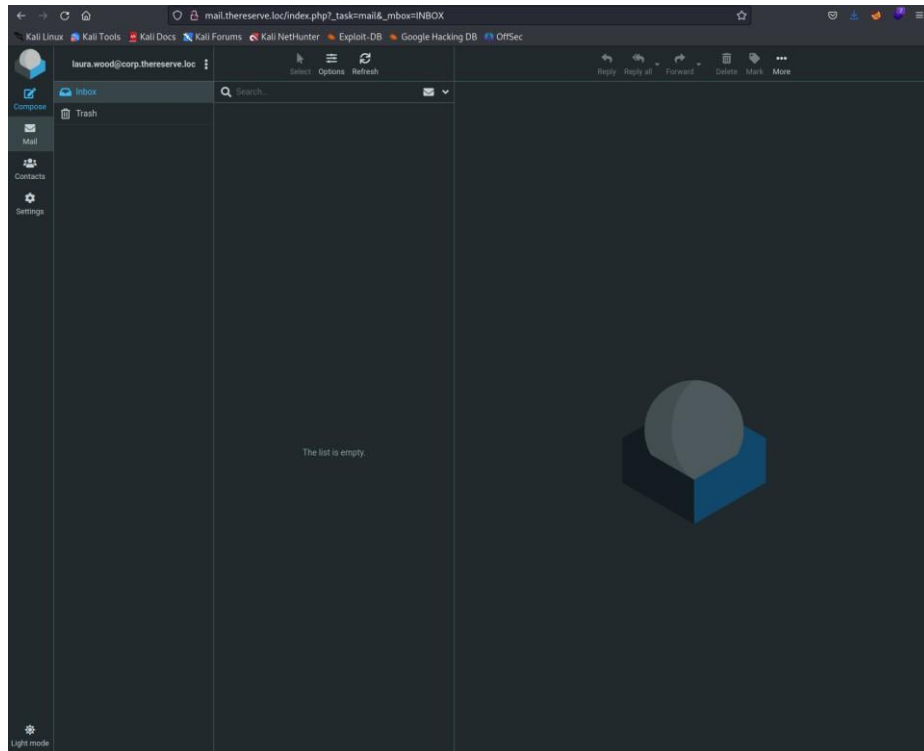 mail.thereserve.loc/index.php?_task=mail&_mbox=INBOX
Kali Linux Kali Tools Kali Docs Kali Forums Kali NetHunter Exploit-DB Google Hacking DB OffSec
laura.wood@corp.thereserve.loc
Select Options Refresh
Reply Reply all Forward Delete Mark More
Compose
Mail
Contacts
Settings
Inbox
Trash
Search...
The list is empty.
Light mode